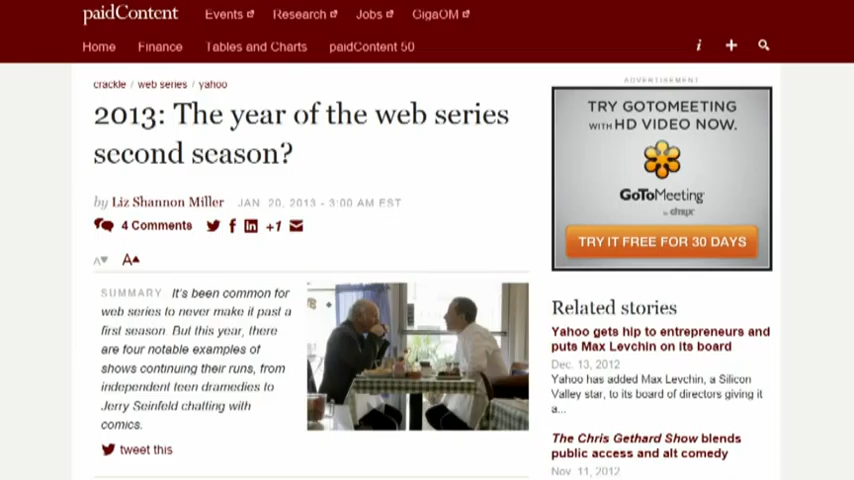 paidContent
Events
Research
Jobs
GigaOM
Home
Finance
Tables and Charts
paidContent 50
i
crackle / web series / yahoo
2013: The year of the web series
second season?
by Liz Shannon Miller JAN. 20, 2013 - 3:00 AM EST
4 Comments
+1
A
A
SUMMARY It's been common for
web series to never make it past a
first season. But this year, there
are four notable examples of
shows continuing their runs, from
independent teen dramedies to
Jerry Seinfeld chatting with
comics.
tweet this
ADVERTISEMENT
TRY GOTOMEETING
WITH HD VIDEO NOW.
GoToMeeting
by citrix
TRY IT FREE FOR 30 DAYS
Related stories
Yahoo gets hip to entrepreneurs and
puts Max Levchin on its board
Dec. 13, 2012
Yahoo has added Max Levchin, a Silicon
Valley star, to its board of directors giving it
a...
The Chris Gethard Show blends
public access and alt comedy
Nov. 11, 2012